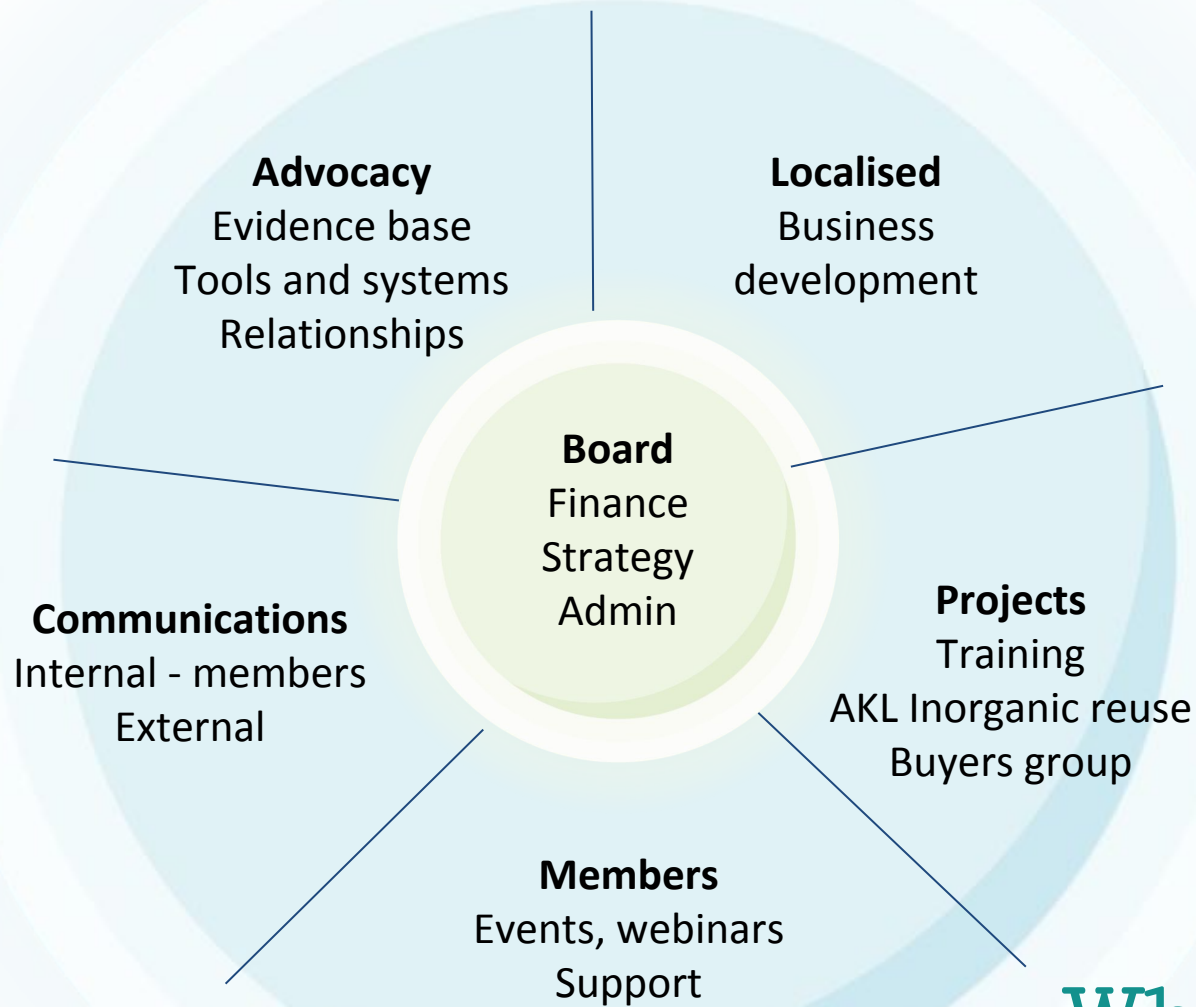 Advocacy
Evidence base
Tools and systems
Relationships
Localised
Business
development
Board
Finance
Strategy
Admin
Communications
Internal - members
External
Projects
Training
AKL Inorganic reuse
Buyers group
Members
Events, webinars
Support